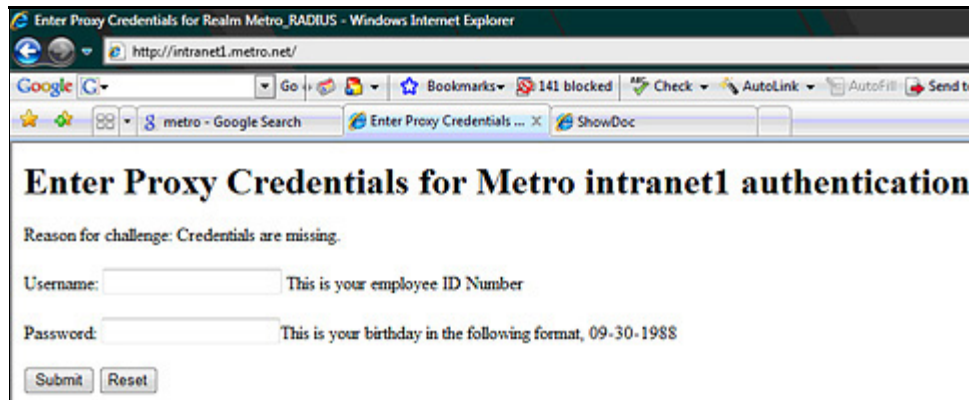 Enter Proxy Credentials for Realm Metro_RADIUS - Windows Internet Explorer
http://intranet1.metro.net/
Google G Go Bookmarks 141 blocked Check AutoLink AutoFill Send t
metro - Google Search Enter Proxy Credentials ... X ShowDoc
Enter Proxy Credentials for Metro intranet1 authentication
Reason for challenge: Credentials are missing.
Username: This is your employee ID Number
Password: This is your birthday in the following format, 09-30-1988
Submit Reset